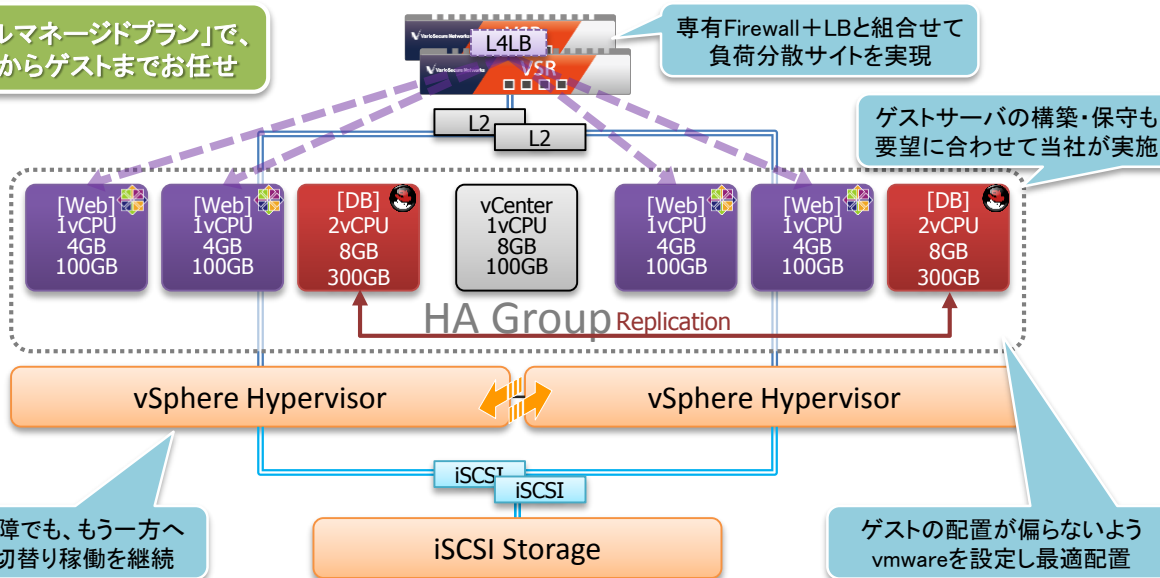 ルマネージドプラン」で、
からゲストまでお任せ
VarioSecure Networks
L4LB
VarioSecure Networks
VSR
専有Firewall+LBと組合せて
負荷分散サイトを実現
L2
L2
ゲストサーバの構築・保守も
要望に合わせて当社が実施
[Web]
1vCPU
4GB
100GB
[Web]
1vCPU
4GB
100GB
[DB]
2vCPU
8GB
300GB
vCenter
1vCPU
8GB
100GB
[Web]
1vCPU
4GB
100GB
[Web]
1vCPU
4GB
100GB
[DB]
2vCPU
8GB
300GB
HA Group
Replication
vSphere Hypervisor
vSphere Hypervisor
iSCSI
iSCSI
障でも、もう一方へ
切替り稼働を継続
iSCSI Storage
ゲストの配置が偏らないよう
vmwareを設定し最適配置